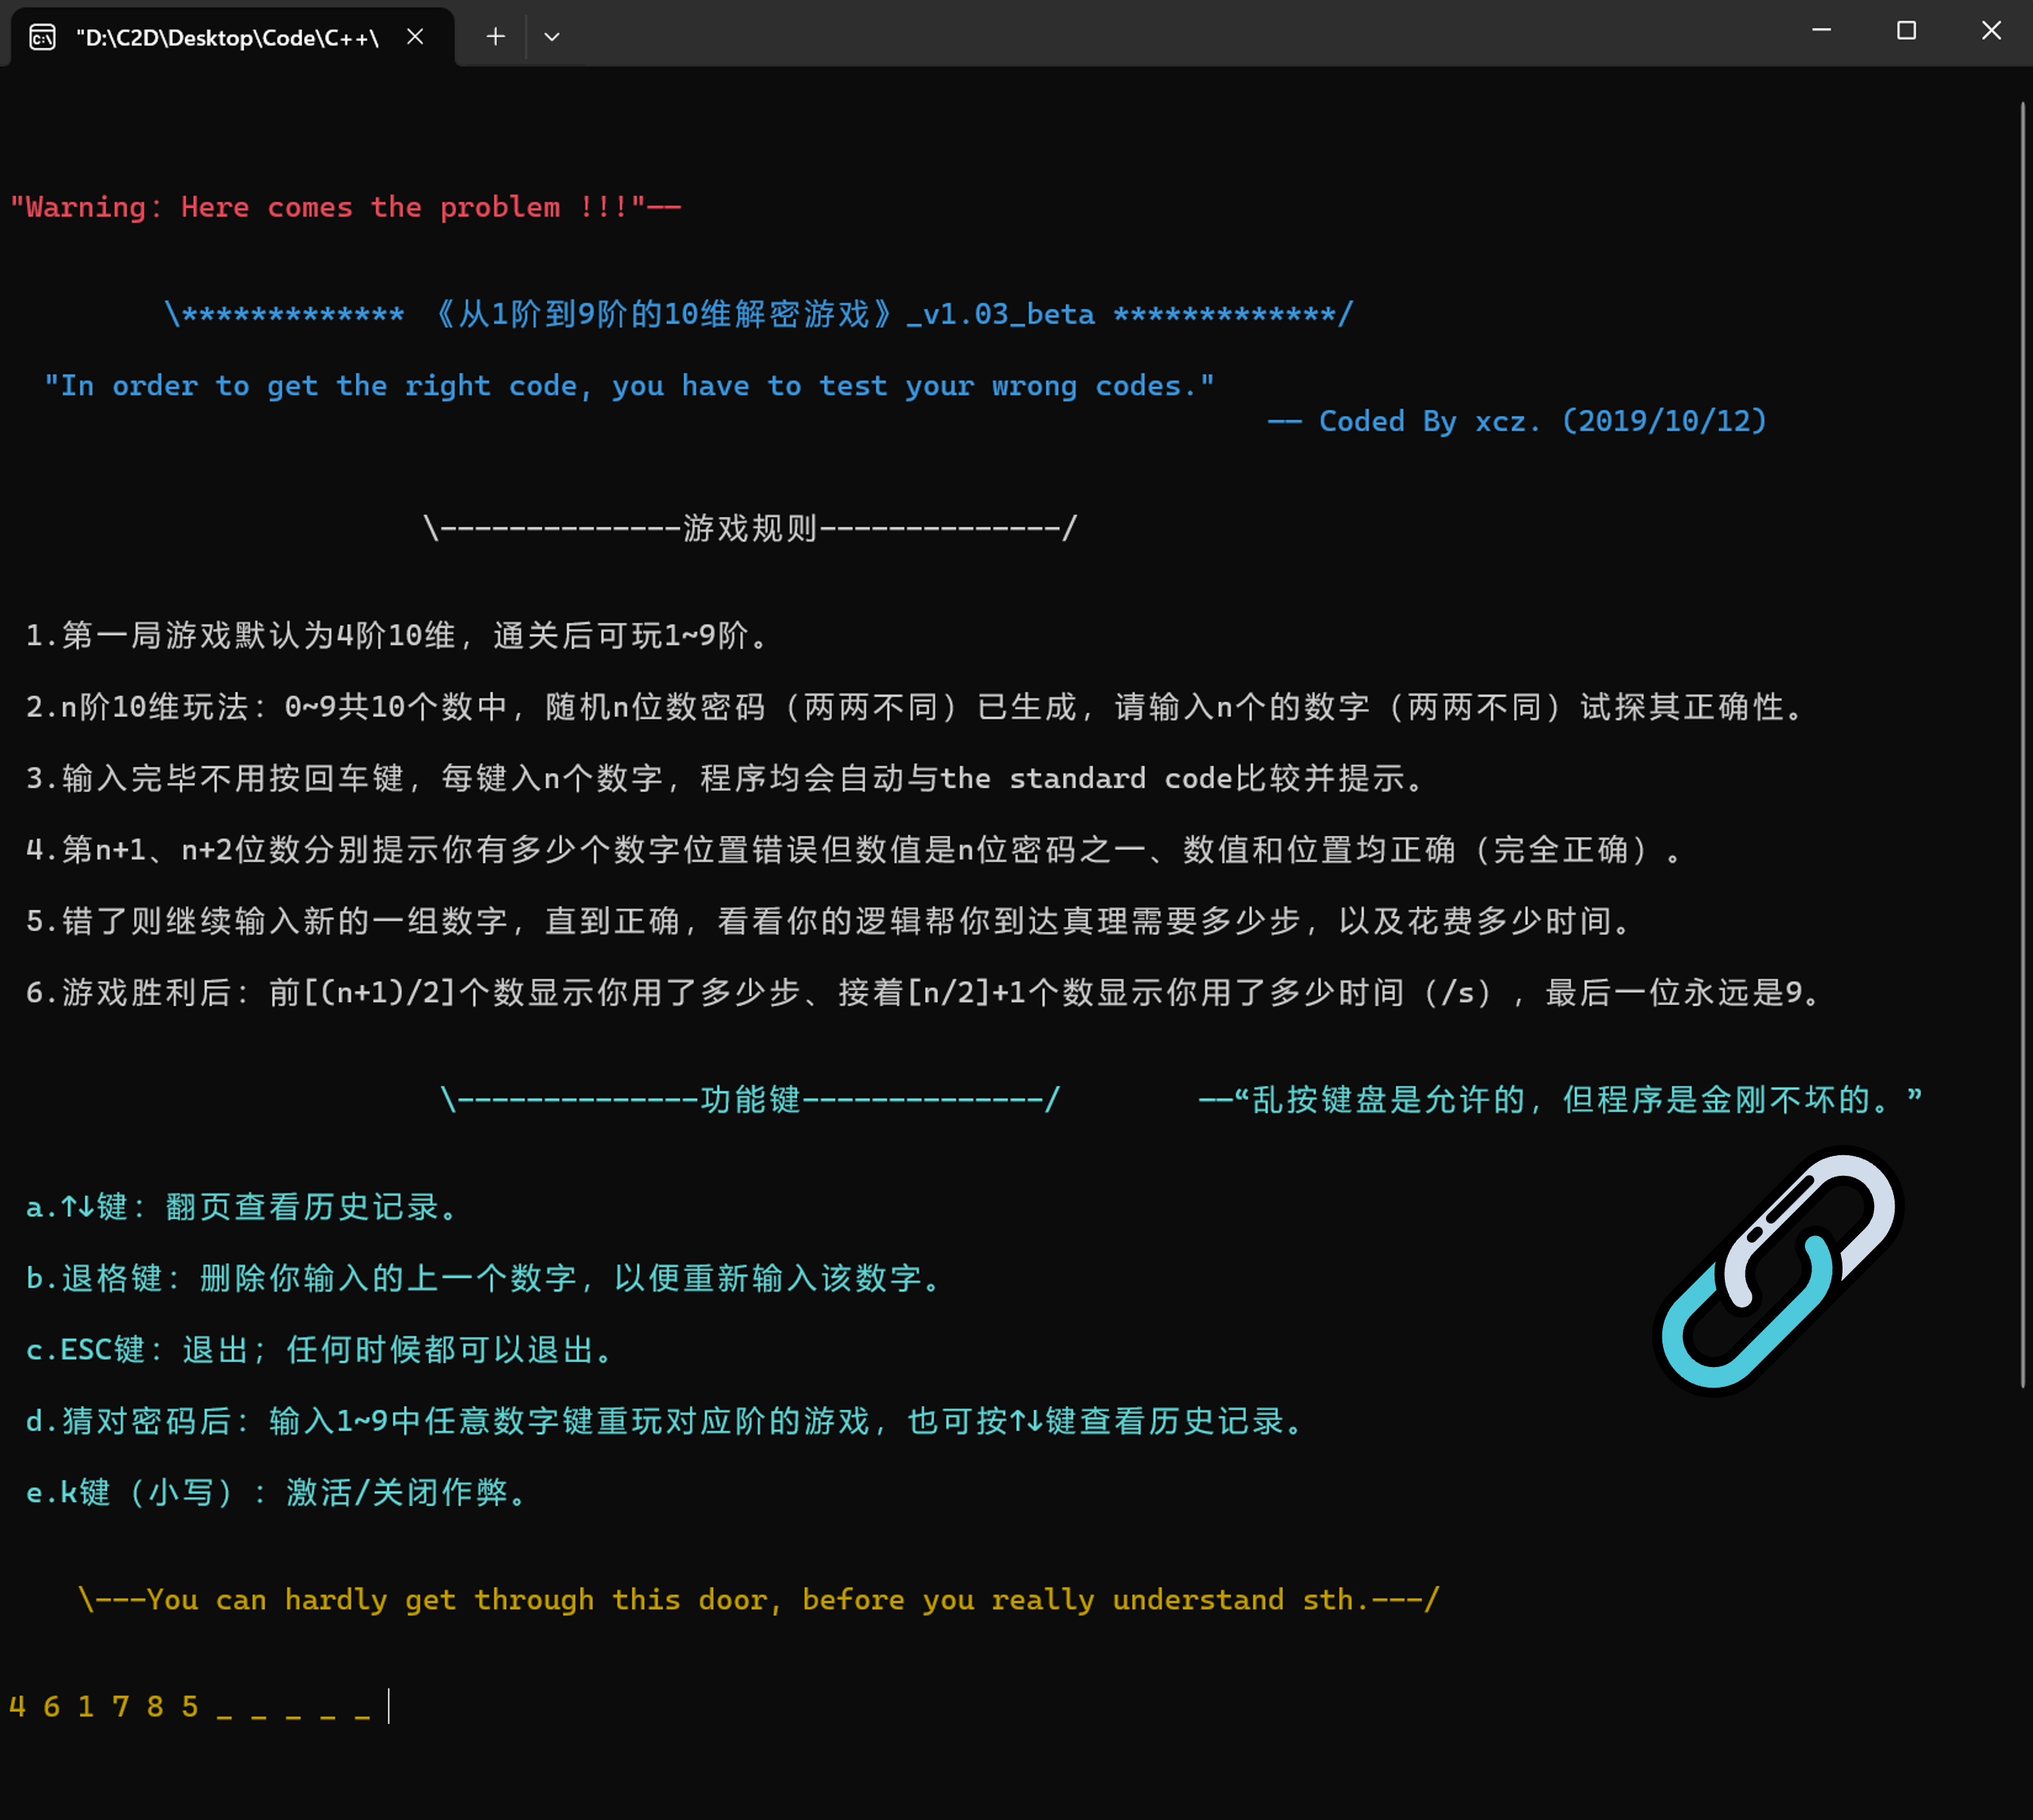 "D:\C2D\Desktop\Code\C++\
"Warning: Here comes the problem !!!"——
\************* 《从1阶到9阶的10维解密游戏》_v1.03_beta *************/
"In order to get the right code, you have to test your wrong codes."
—— Coded By xcz. (2019/10/12)
\--------------游戏规则--------------/
1.第一局游戏默认为4阶10维，通关后可玩1~9阶。
2.n阶10维玩法：0~9共10个数中，随机n位数密码（两两不同）已生成，请输入n个的数字（两两不同）试探其正确性。
3.输入完毕不用按回车键，每键入n个数字，程序均会自动与the standard code比较并提示。
4.第n+1、n+2位数分别提示你有多少个数字位置错误但数值是n位密码之一、数值和位置均正确（完全正确）。
5.错了则继续输入新的一组数字，直到正确，看看你的逻辑帮你到达真理需要多少步，以及花费多少时间。
6.游戏胜利后：前[(n+1)/2]个数显示你用了多少步、接着[n/2]+1个数显示你用了多少时间（/s），最后一位永远是9。
\--------------功能键--------------/ ——“乱按键盘是允许的，但程序是金刚不坏的。”
a.↑↓键：翻页查看历史记录。
b.退格键：删除你输入的上一个数字，以便重新输入该数字。
c.ESC键：退出；任何时候都可以退出。
d.猜对密码后：输入1~9中任意数字键重玩对应阶的游戏，也可按↑↓键查看历史记录。
e.k键（小写）：激活/关闭作弊。
\---You can hardly get through this door, before you really understand sth.---/
4 6 1 7 8 5 _ _ _ _ _